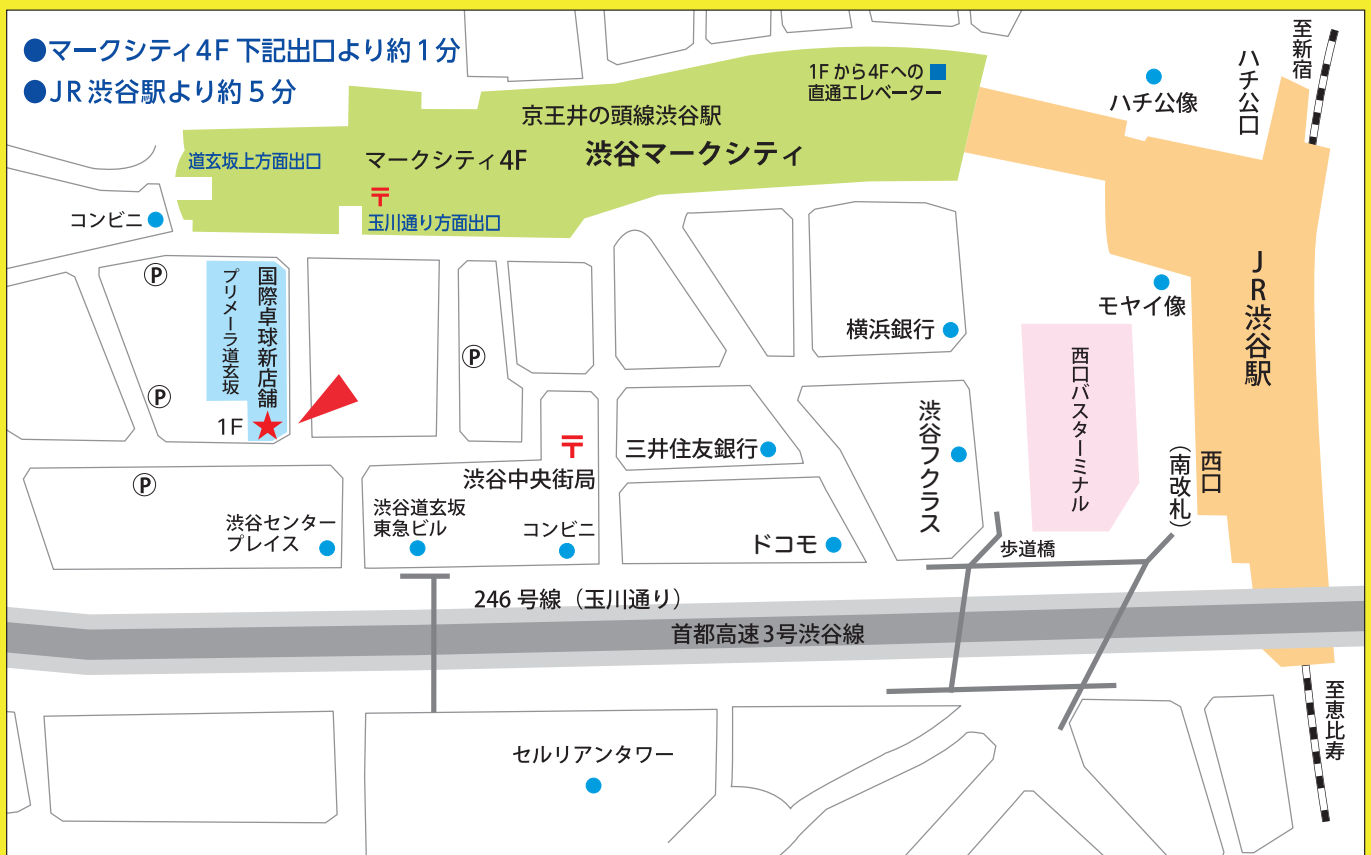 ●マークシティ4F 下記出口より約1分
●JR渋谷駅より約5分
至新宿
ハチ公口
ハチ公像
1Fから4Fへの
直通エレベーター
京王井の頭線渋谷駅
渋谷マークシティ
マークシティ4F
道玄坂上方面出口
〒
玉川通り方面出口
コンビニ
P
国際卓球新店舗
プリメーラ道玄坂
1F
P
P
P
JR渋谷駅
モヤイ像
横浜銀行
西口バスターミナル
渋谷フクラス
三井住友銀行
〒
渋谷中央街局
西口
(南改札)
渋谷道玄坂
東急ビル
コンビニ
渋谷センター
プレイス
ドコモ
歩道橋
246号線(玉川通り)
首都高速3号渋谷線
至恵比寿
セルリアンタワー